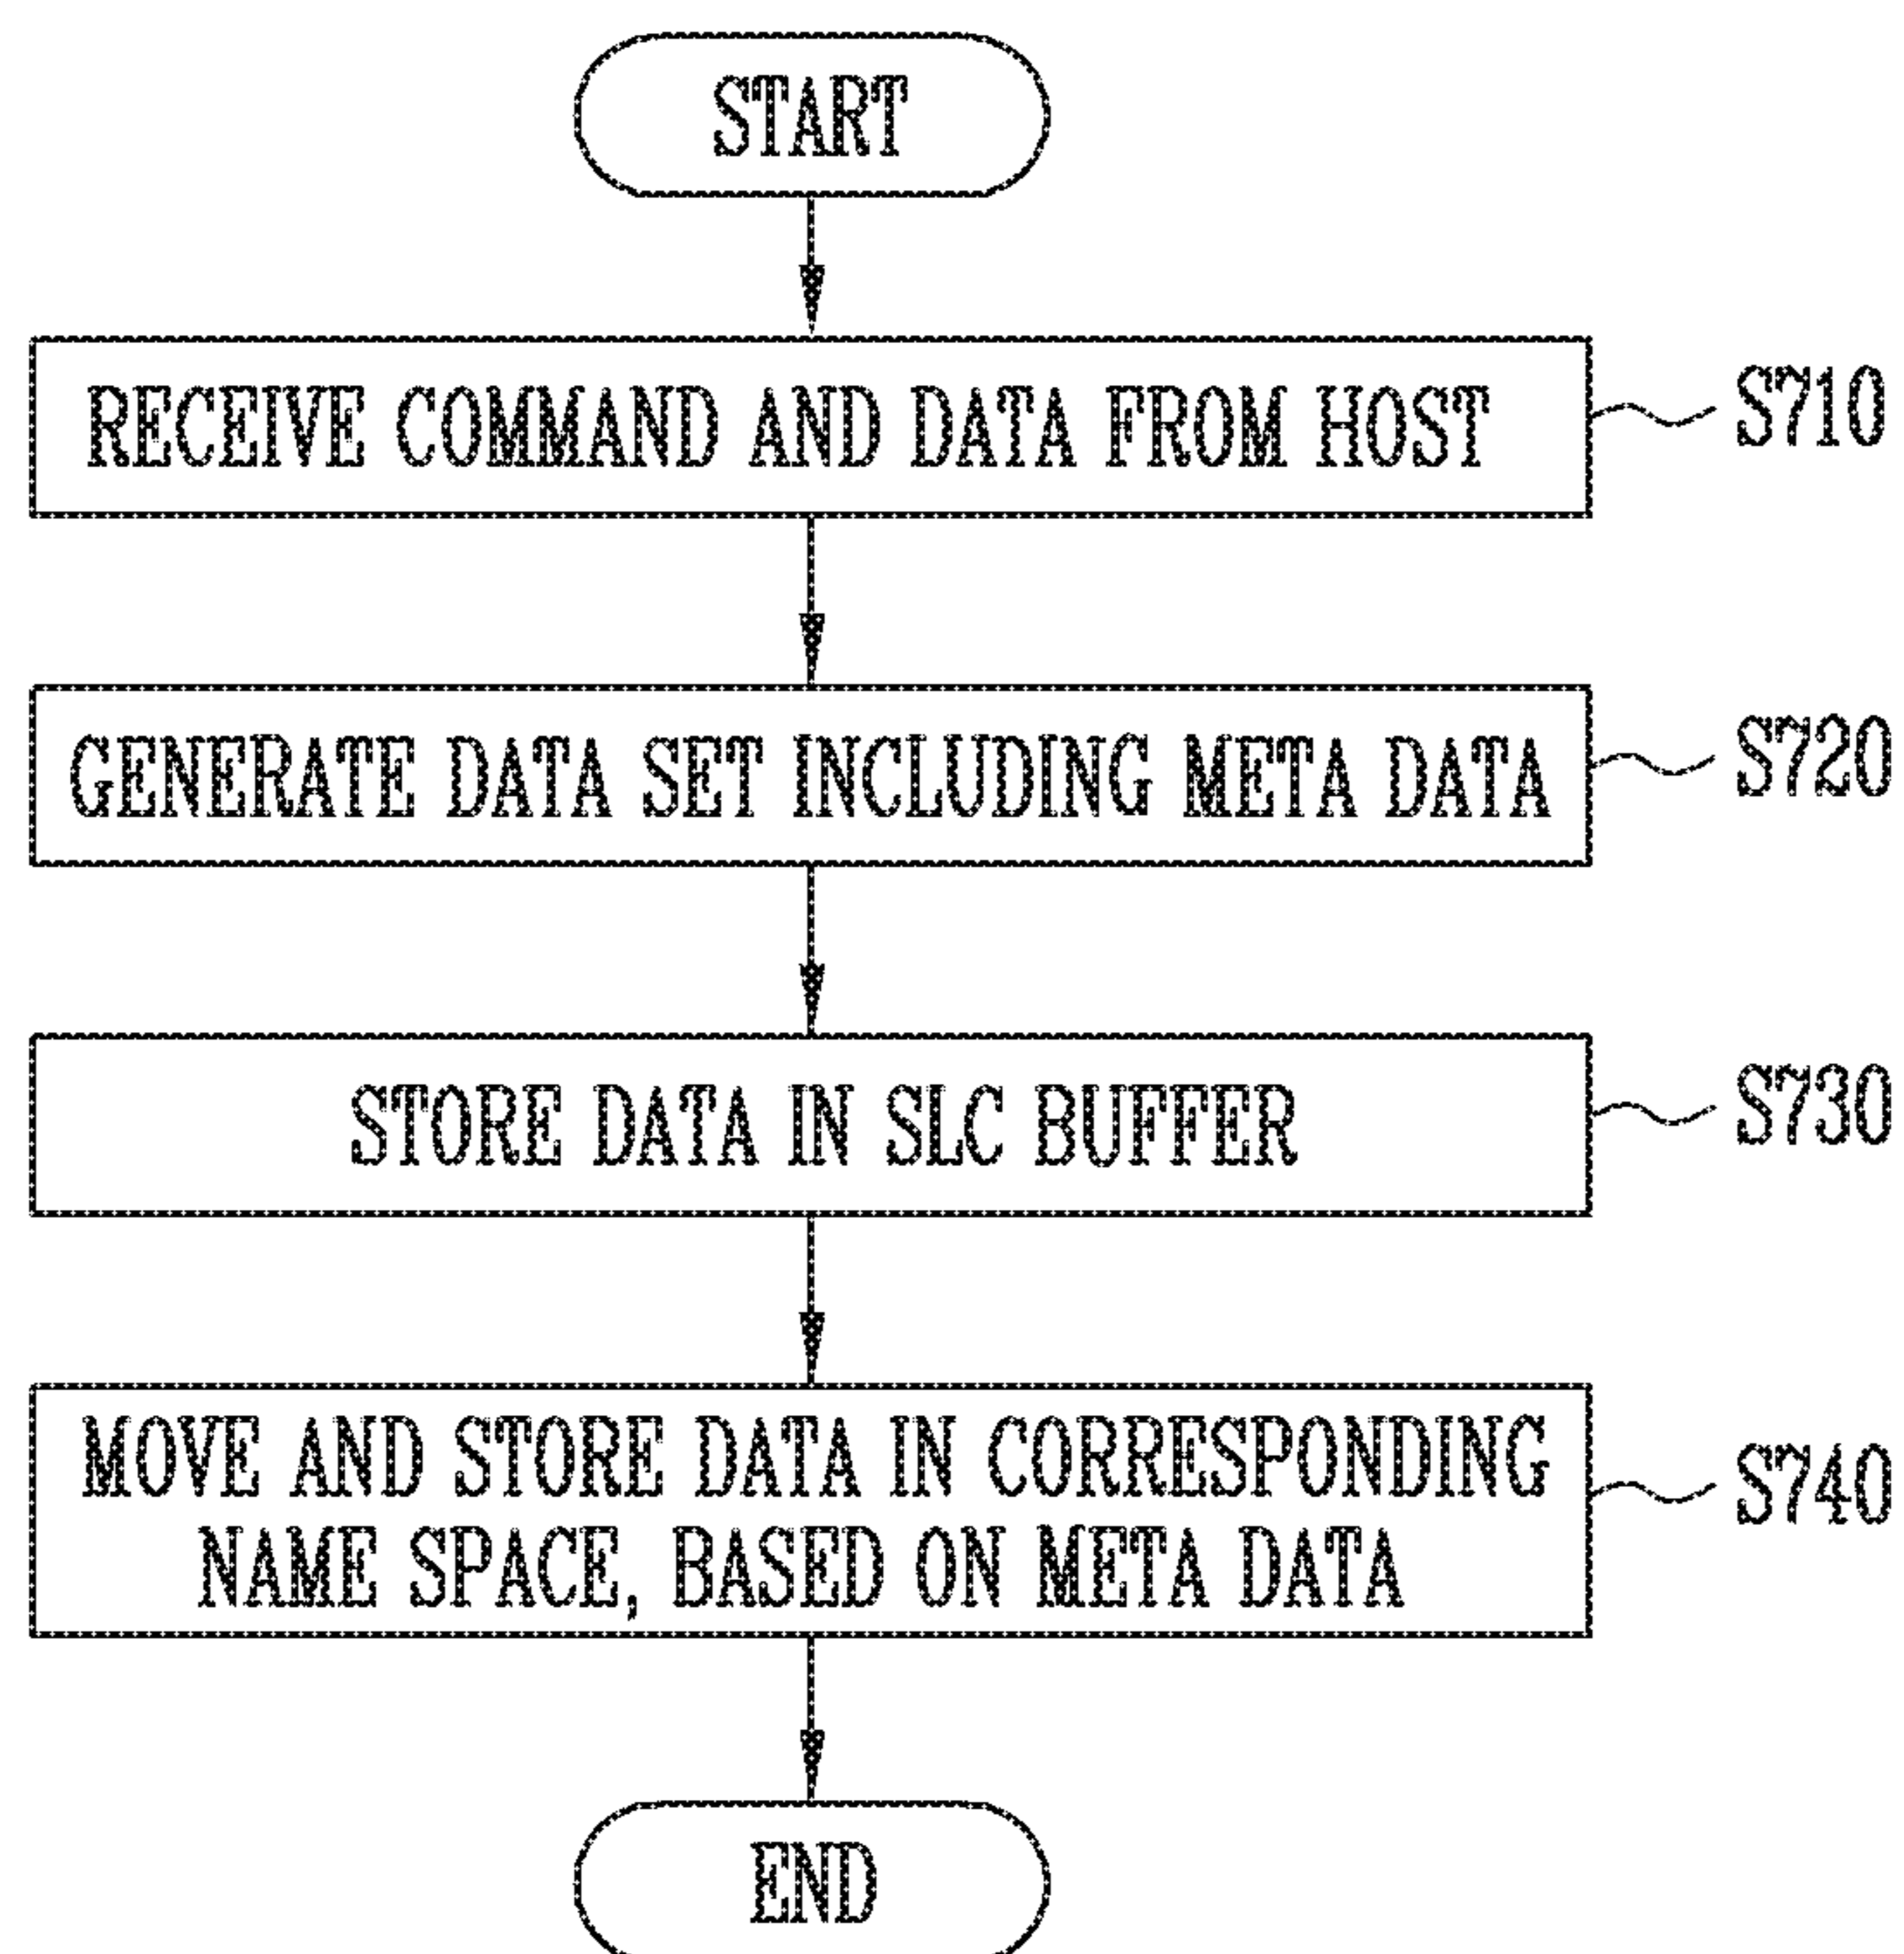 START
RECEIVE COMMAND AND DATA FROM HOST
S710
GENERATE DATA SET INCLUDING META DATA
S720
STORE DATA IN SLC BUFFER
S730
MOVE AND STORE DATA IN CORRESPONDING
NAME SPACE, BASED ON META DATA
S740
END